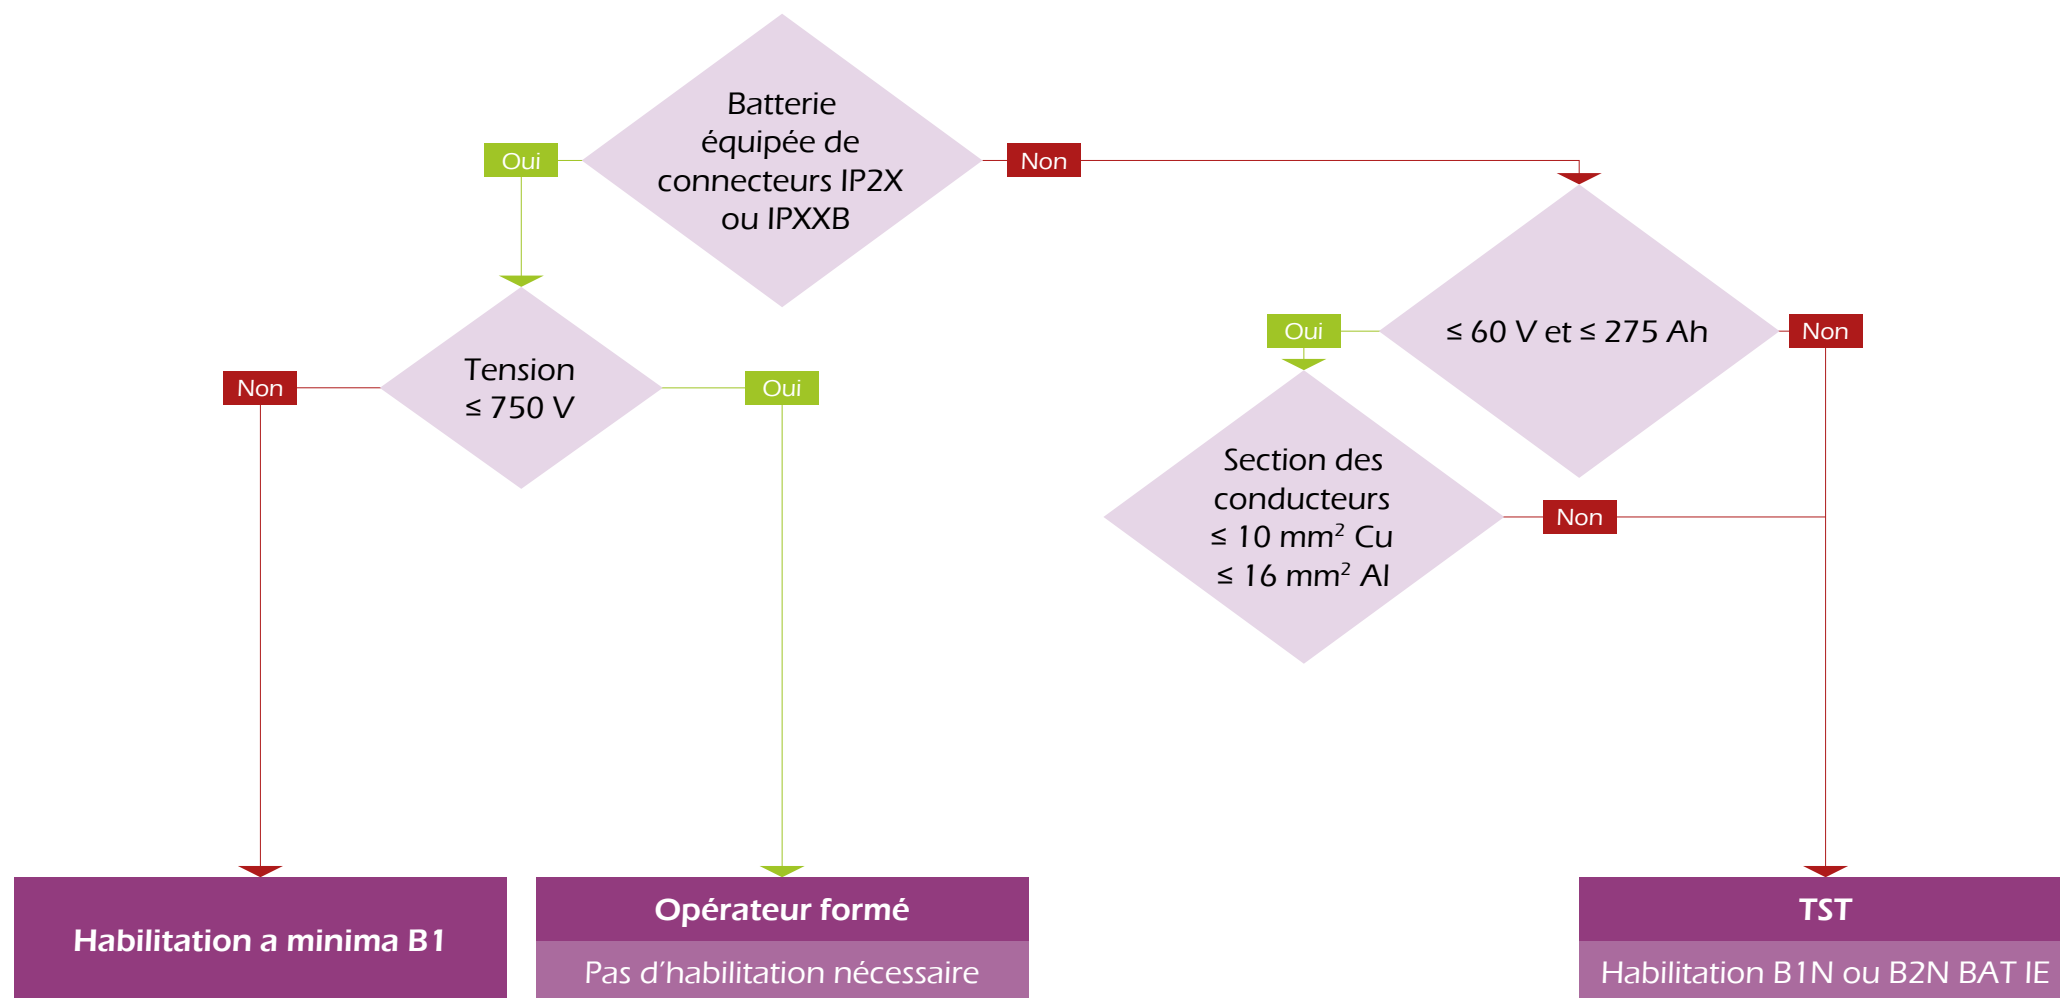 Batterie
équipée de
connecteurs IP2X
ou IPXXB
Oui
Non
Tension
≤ 750 V
Non
Oui
≤ 60 V et ≤ 275 Ah
Oui
Non
Section des
conducteurs
≤ 10 mm² Cu
≤ 16 mm² Al
Non
Habilitation a minima B1
Opérateur formé
Pas d’habilitation nécessaire
TST
Habilitation B1N ou B2N BAT IE